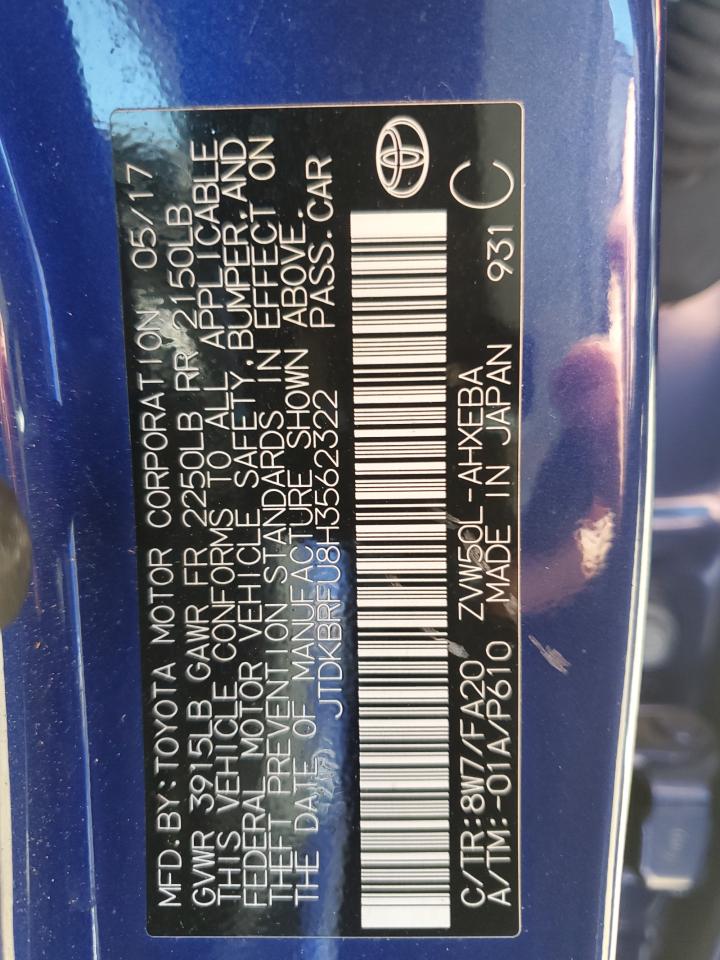 MFD.BY:TOYOTA MOTOR CORPORATION 05/17
GVWR 3915LB GAWR FR 2250LB RR 2150LB
THIS VEHICLE CONFORMS TO ALL APPLICABLE
FEDERAL MOTOR VEHICLE SAFETY,BUMPER,AND
THEFT PREVENTION STANDARDS IN EFFECT ON
THE DATE OF MANUFACTURE SHOWN ABOVE.
JTDKBRFU8H3562322 PASS.CAR
C/TR:8W7/FA20 ZVW50L-AHXEBA 931 C
A/TM:-01A/P610 MADE IN JAPAN